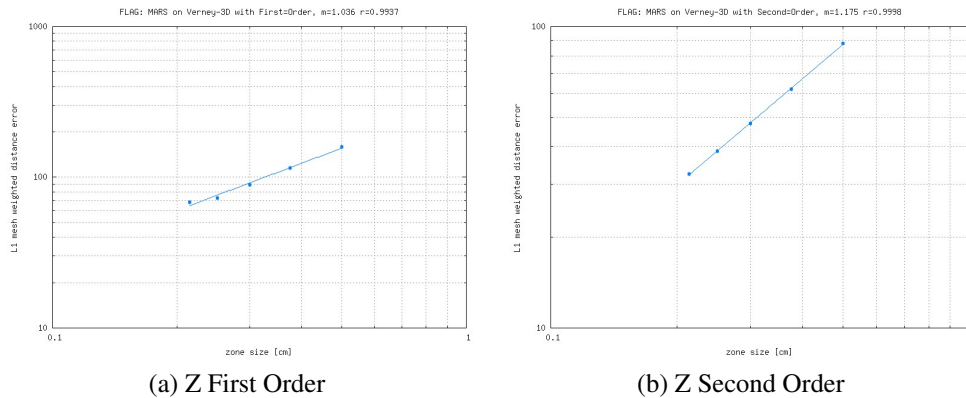 FLAG: MARS on Verney-3D with First=Order, m=1.036 r=0.9937
1000
100
10
L1 mesh weighted distance error
0.1
1
zone size [cm]
(a) Z First Order
FLAG: MARS on Verney-3D with Second=Order, m=1.175 r=0.9998
100
10
L1 mesh weighted distance error
0.1
zone size [cm]
(b) Z Second Order